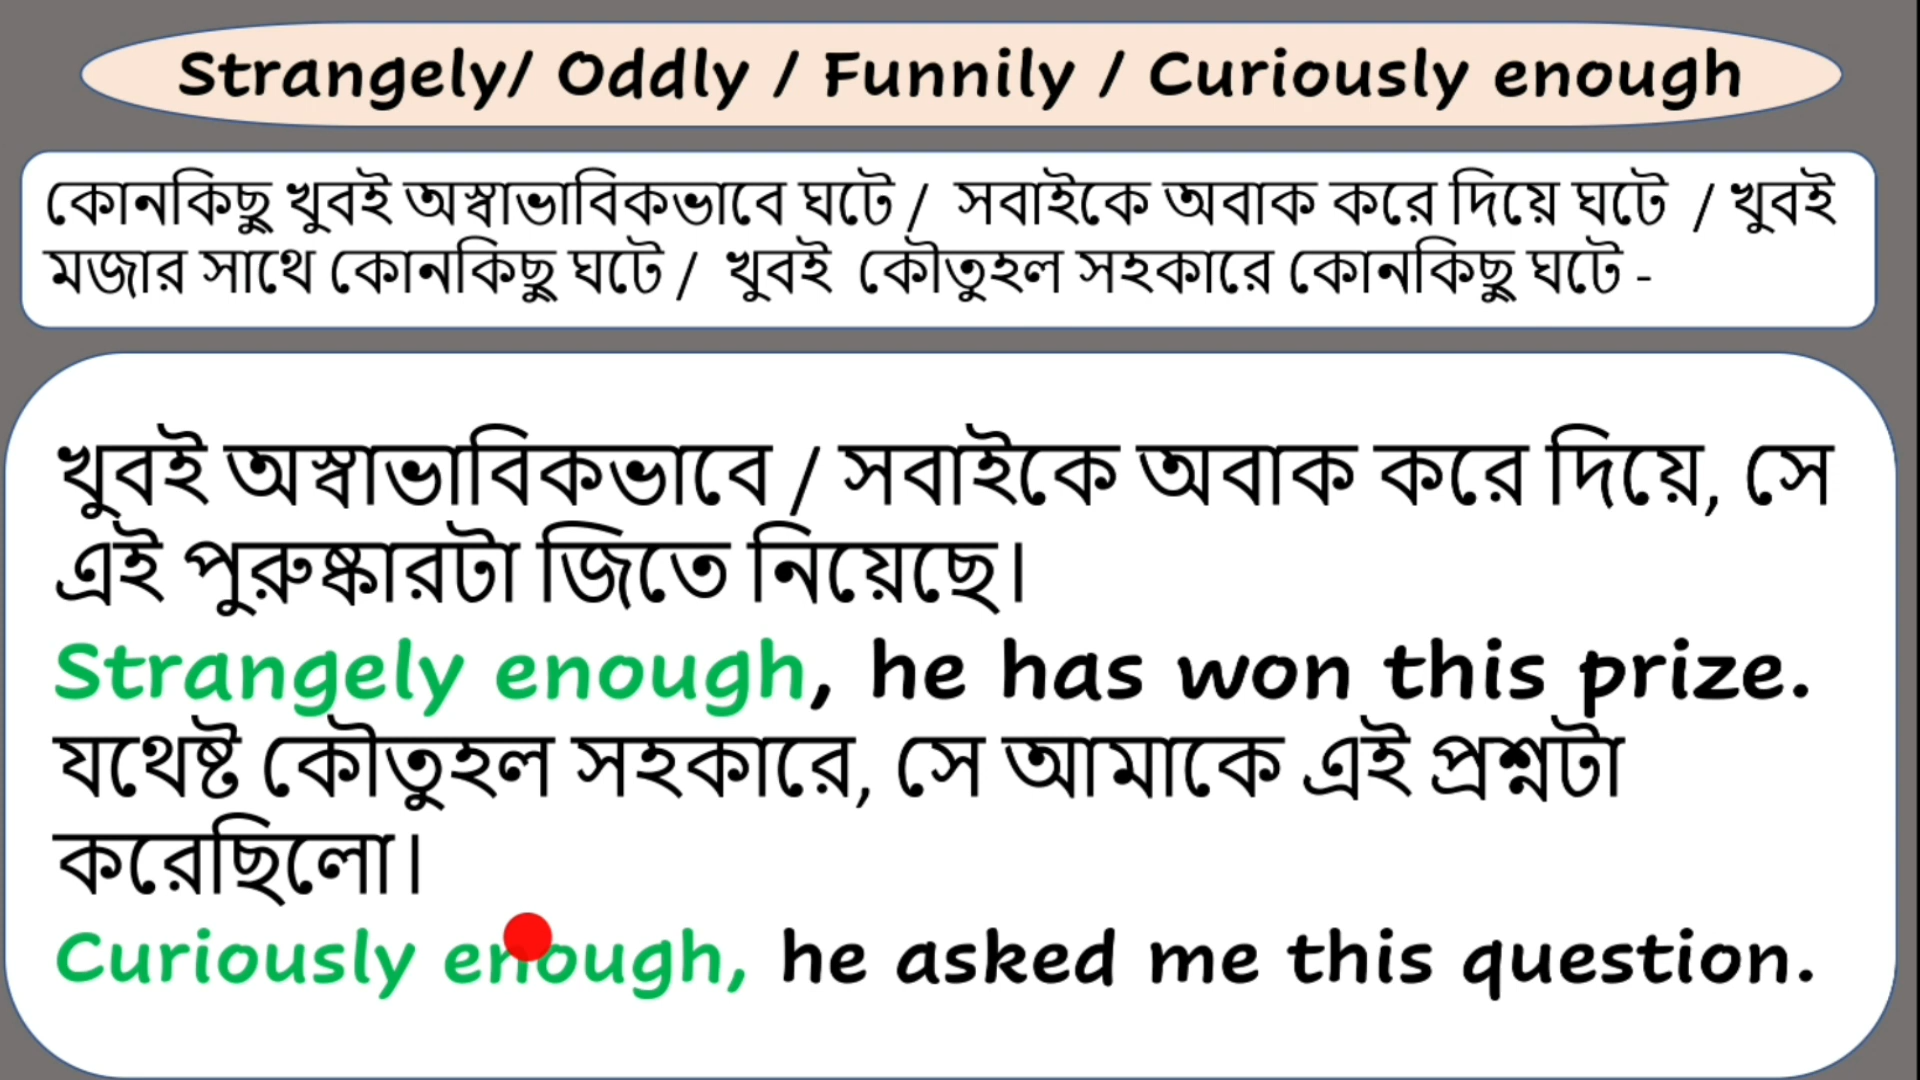 Strangely/ Oddly / Funnily / Curiously enough
কোনকিছু খুবই অস্বাভাবিকভাবে ঘটে / সবাইকে অবাক করে দিয়ে ঘটে / খুবই
মজার সাথে কোনকিছু ঘটে / খুবই কৌতুহল সহকারে কোনকিছু ঘটে -
খুবই অস্বাভাবিকভাবে / সবাইকে অবাক করে দিয়ে, সে
এই পুরুষ্কারটা জিতে নিয়েছে।
Strangely enough, he has won this prize.
যথেষ্ট কৌতুহল সহকারে, সে আমাকে এই প্রশ্নটা
করেছিলো।
Curiously enough, he asked me this question.